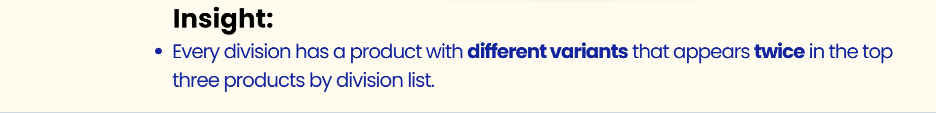 Insight:
• Every division has a product with different variants that appears twice in the top
three products by division list.